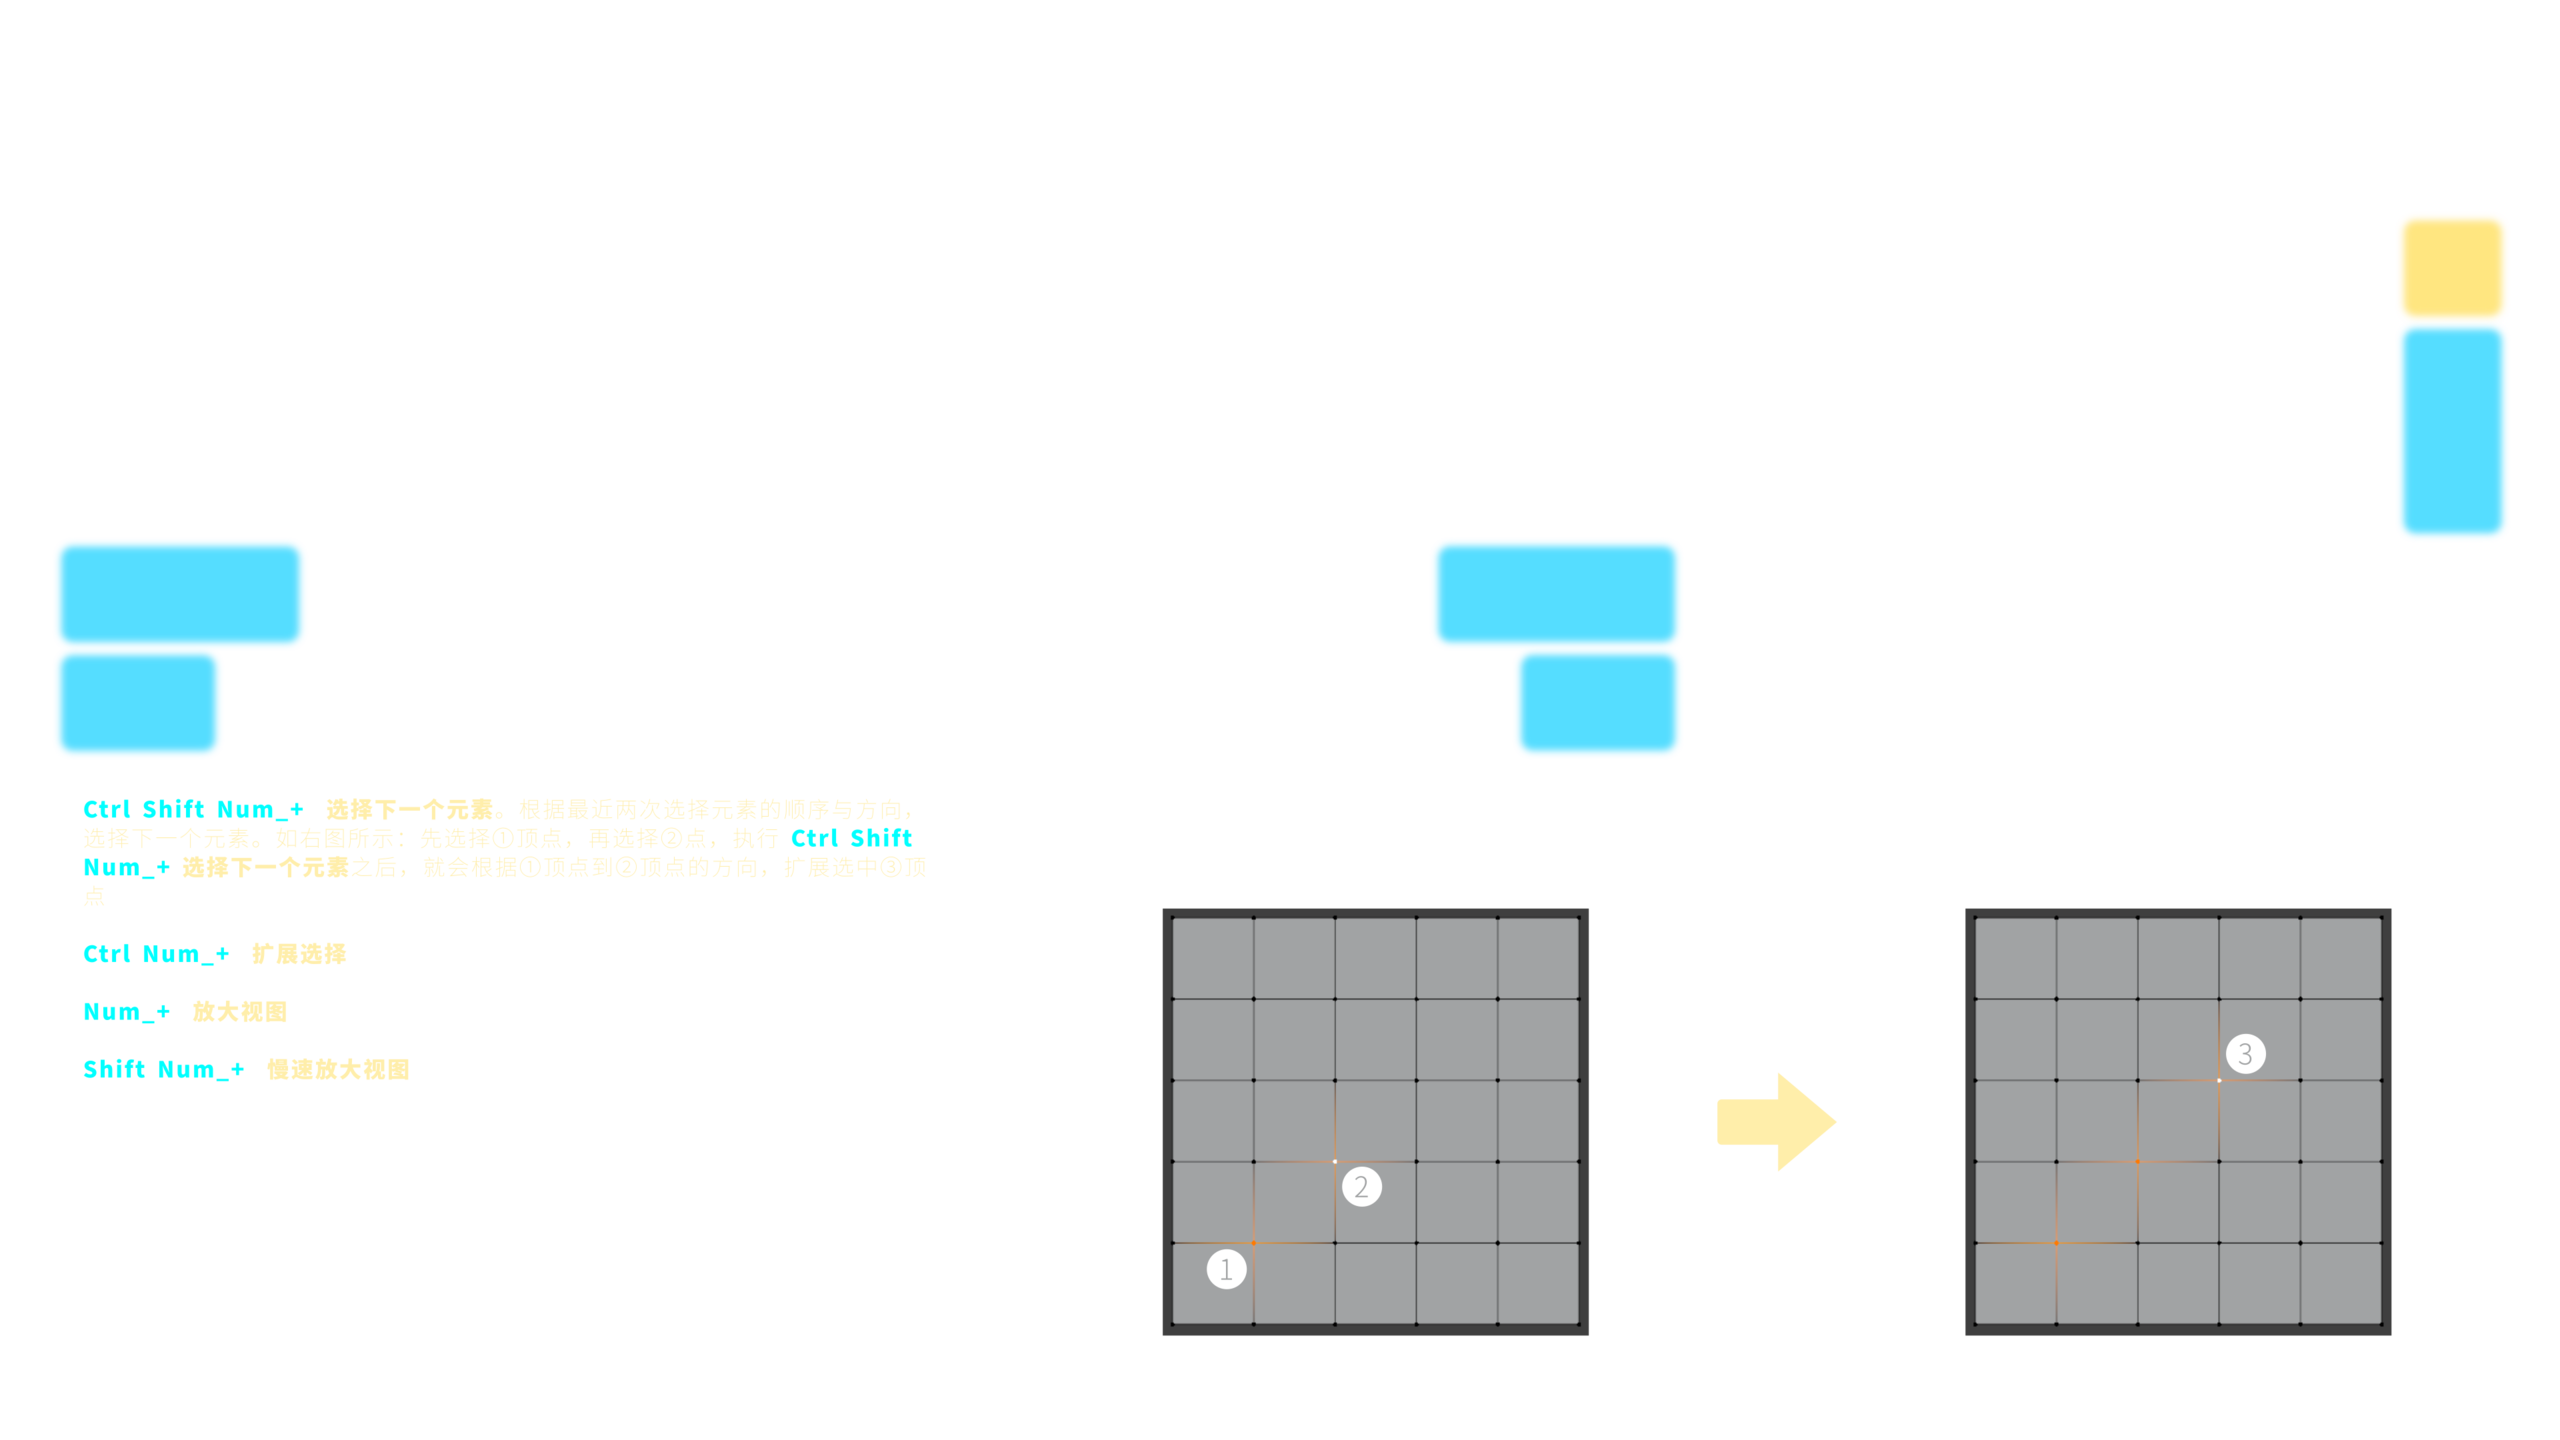 Ctrl Shift Num_+ 选择下一个元素。根据最近两次选择元素的顺序与方向，
选择下一个元素。如右图所示：先选择①顶点，再选择②点，执行 Ctrl Shift
Num_+ 选择下一个元素之后，就会根据①顶点到②顶点的方向，扩展选中③顶
点
Ctrl Num_+ 扩展选择
Num_+ 放大视图
Shift Num_+ 慢速放大视图
3
2
1